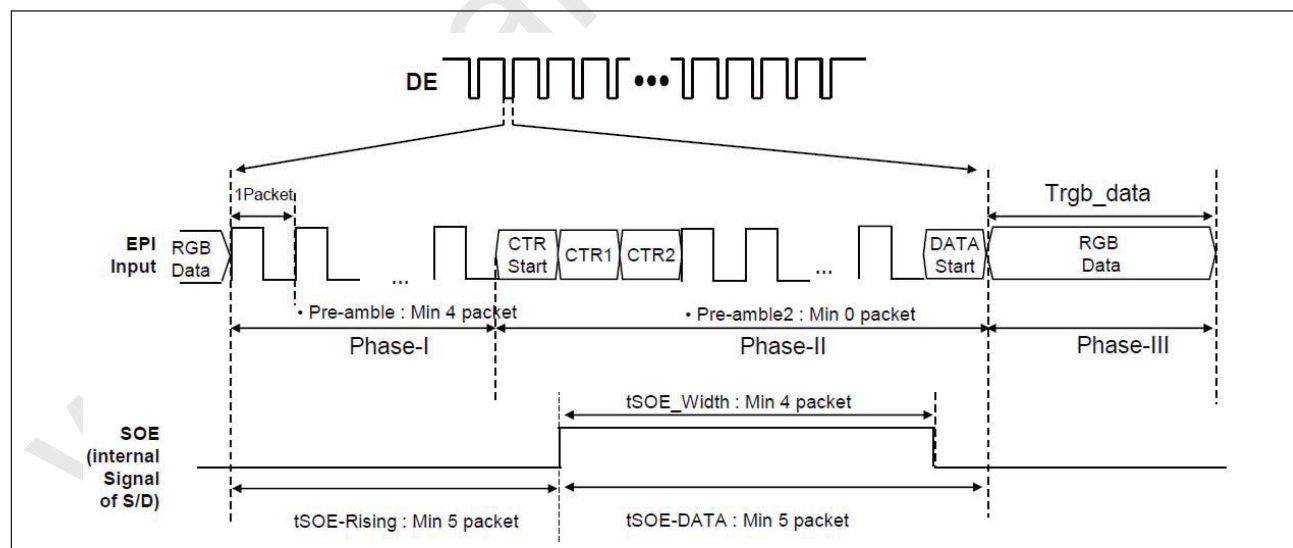 DE
1Packet
Trgb_data
EPI
Input
RGB
Data
...
CTR
Start
CTR1
CTR2
...
DATA
Start
RGB
Data
• Pre-amble : Min 4 packet
• Pre-amble2 : Min 0 packet
Phase-I
Phase-II
Phase-III
tSOE_Width : Min 4 packet
SOE
(internal
Signal
of S/D)
tSOE-Rising : Min 5 packet
tSOE-DATA : Min 5 packet